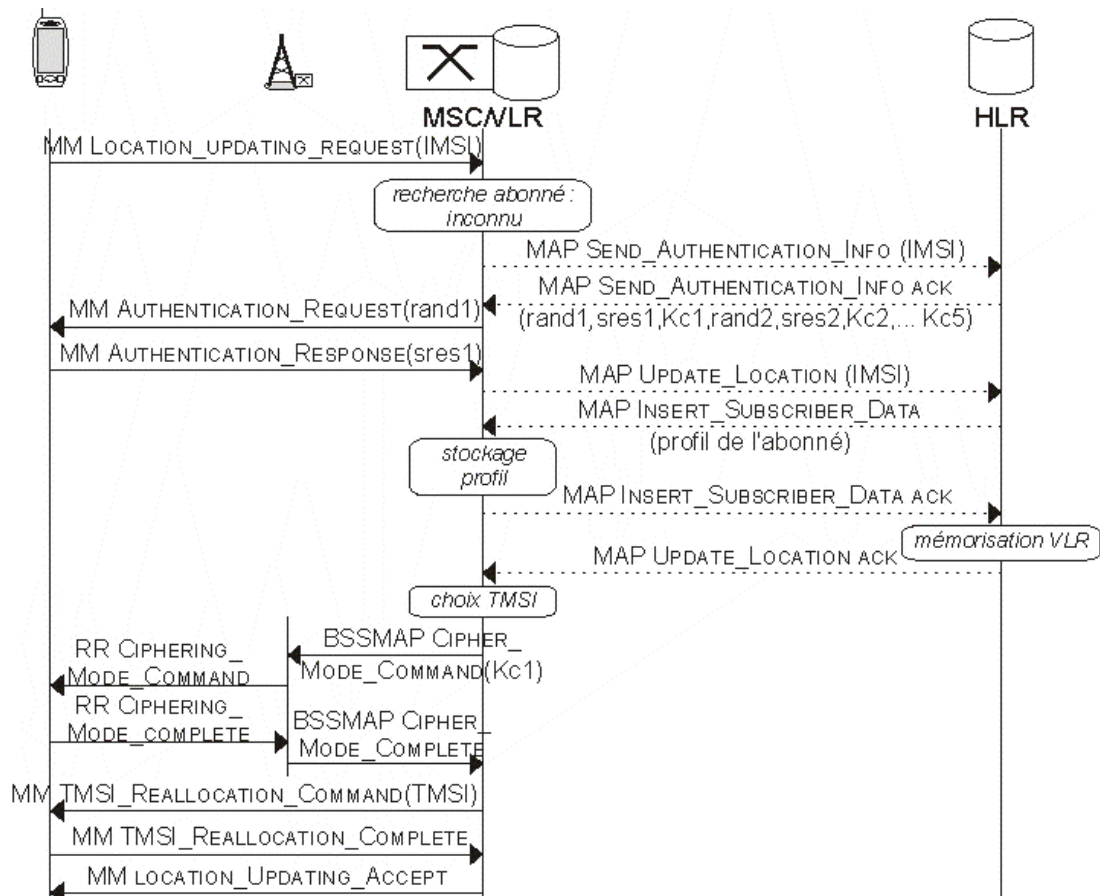 MSC/VLR
HLR
MM LOCATION_UPDATING_REQUEST(IMSI)
recherche abonné :
inconnu
MAP SEND_AUTHENTICATION_INFO (IMSI)
MAP SEND_AUTHENTICATION_INFO ACK
(rand1,sres1,Kc1,rand2,sres2,Kc2,... Kc5)
MM AUTHENTICATION_REQUEST(rand1)
MM AUTHENTICATION_RESPONSE(sres1)
MAP UPDATE_LOCATION (IMSI)
MAP INSERT_SUBSCRIBER_DATA
(profil de l'abonné)
stockage
profil
MAP INSERT_SUBSCRIBER_DATA ACK
mémorisation VLR
MAP UPDATE_LOCATION ACK
choix TMSI
BSSMAP CIPHER_
MODE_COMMAND(Kc1)
RR CIPHERING_
MODE_COMMAND
RR CIPHERING_
MODE_COMPLETE
BSSMAP CIPHER_
MODE_COMPLETE
MM TMSI_REALLOCATION_COMMAND(TMSI)
MM TMSI_REALLOCATION_COMPLETE
MM LOCATION_UPDATING_ACCEPT